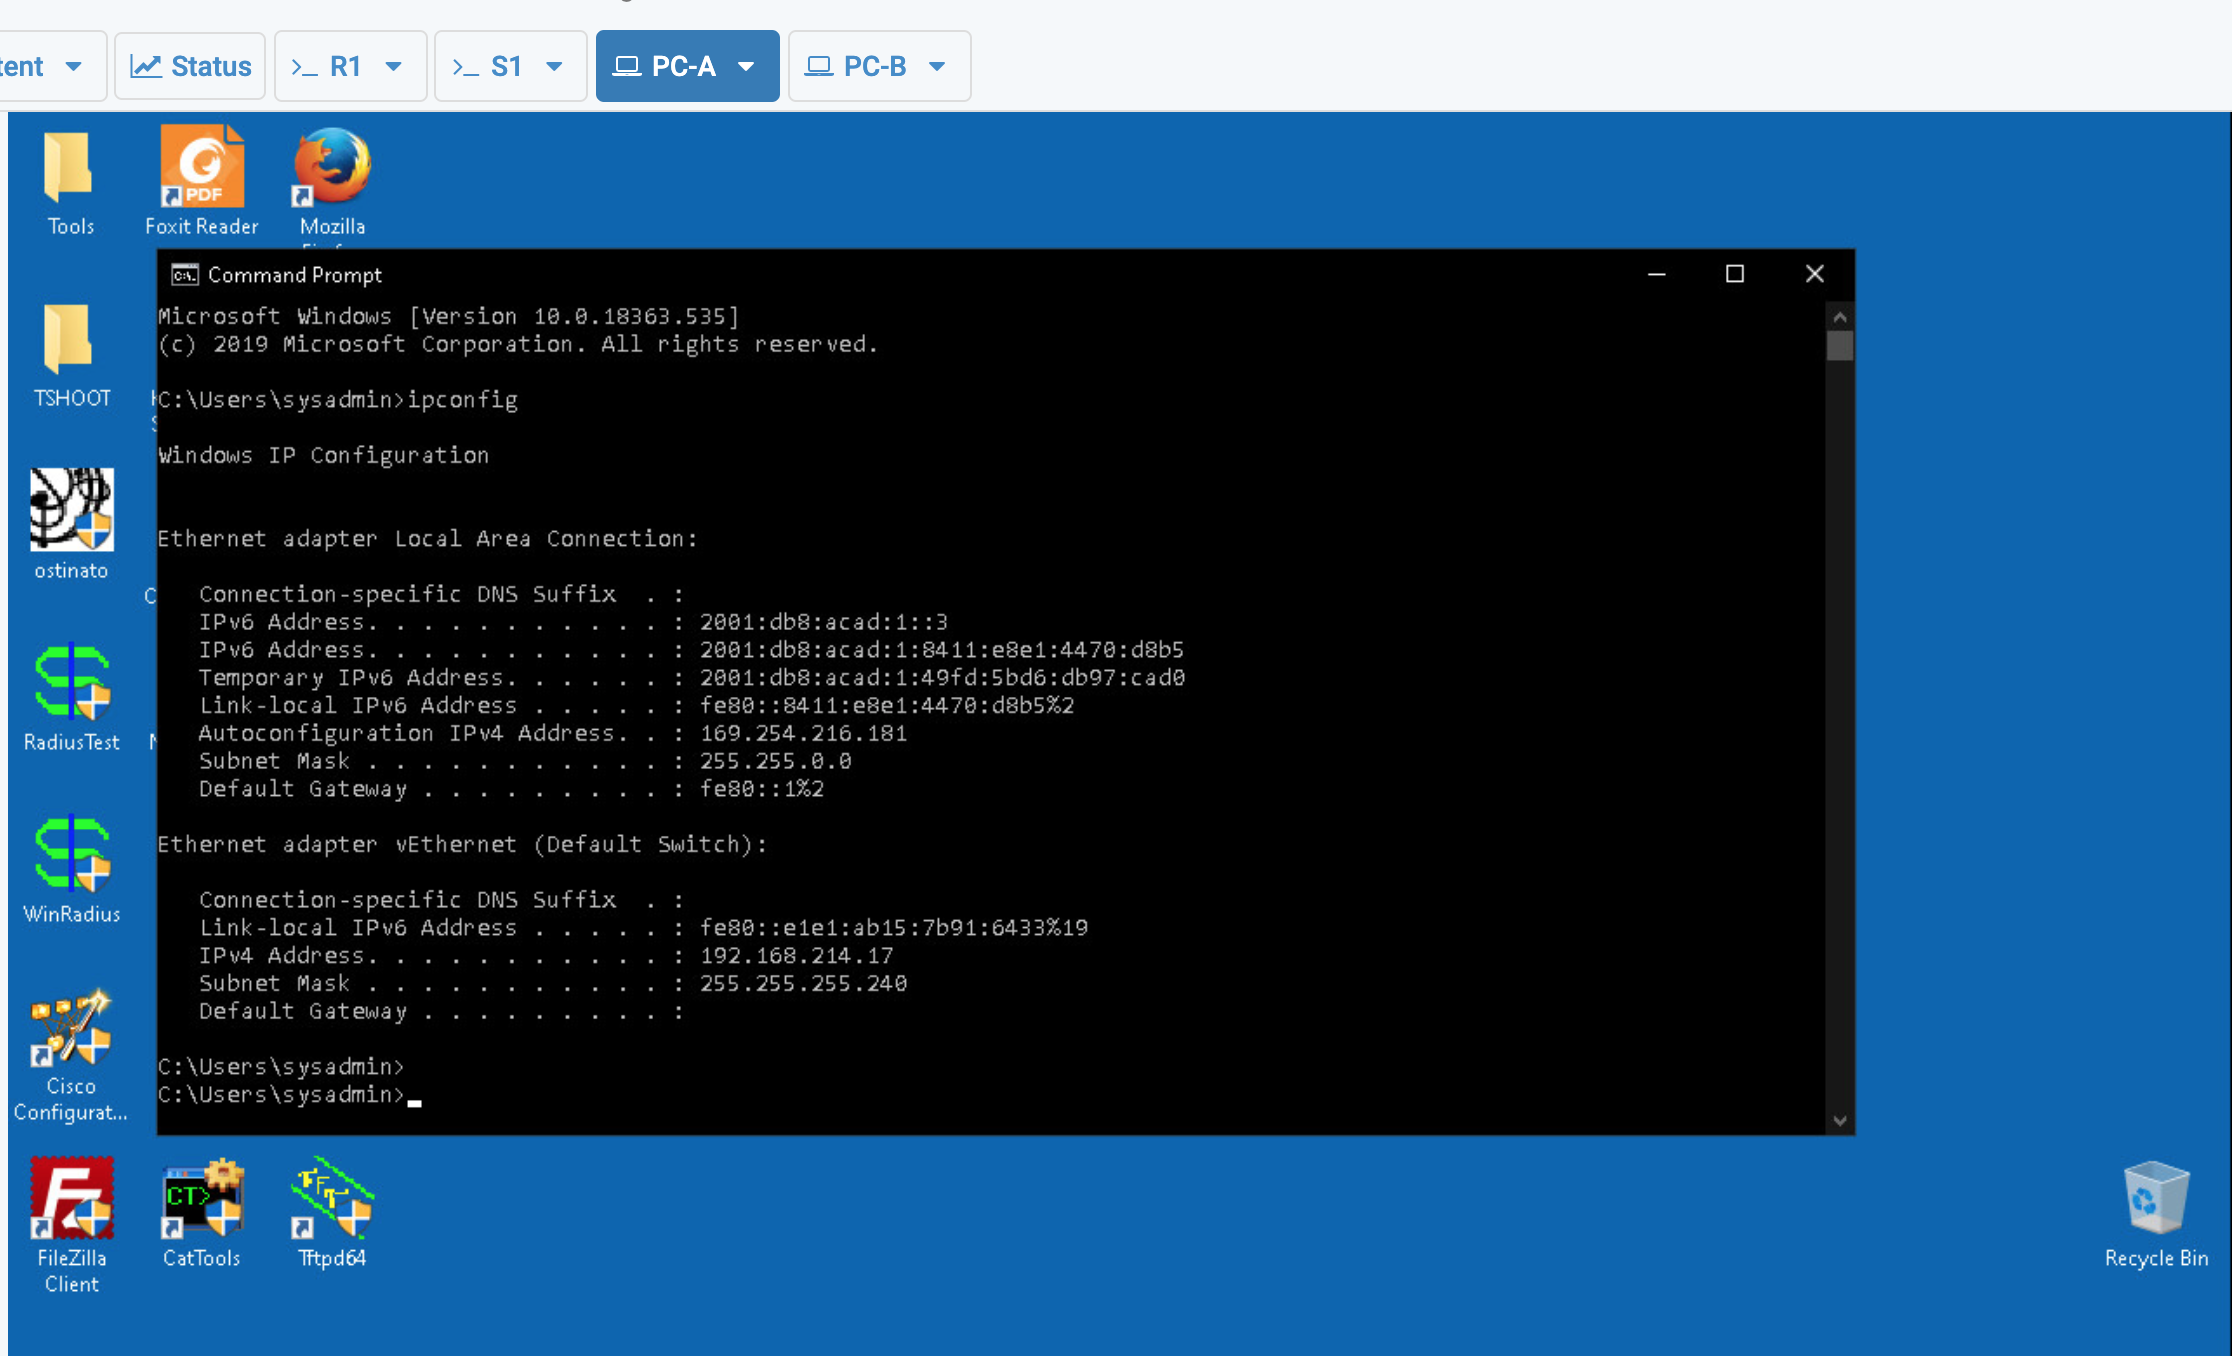 Status
R1
S1
PC-A
PC-B
Tools
Foxit Reader
Mozilla
TSHOOT
ostinato
RadiusTest
WinRadius
Cisco
Configurat...
Command Prompt
Microsoft Windows [Version 10.0.18363.535]
(c) 2019 Microsoft Corporation. All rights reserved.
C:\Users\sysadmin>ipconfig
Windows IP Configuration
Ethernet adapter Local Area Connection:
Connection-specific DNS Suffix . :
IPv6 Address. . . . . . . . . . . . : 2001:db8:acad:1::3
IPv6 Address. . . . . . . . . . . . : 2001:db8:acad:1:8411:e8e1:4470:d8b5
Temporary IPv6 Address. . . . . . : 2001:db8:acad:1:49fd:5bd6:db97:cad0
Link-local IPv6 Address . . . . . : fe80::8411:e8e1:4470:d8b5%2
Autoconfiguration IPv4 Address. . : 169.254.216.181
Subnet Mask . . . . . . . . . . . : 255.255.0.0
Default Gateway . . . . . . . . . : fe80::1%2
Ethernet adapter vEthernet (Default Switch):
Connection-specific DNS Suffix . :
Link-local IPv6 Address . . . . . : fe80::e1e1:ab15:7b91:6433%19
IPv4 Address. . . . . . . . . . . . : 192.168.214.17
Subnet Mask . . . . . . . . . . . : 255.255.255.240
Default Gateway . . . . . . . . . :
C:\Users\sysadmin>
C:\Users\sysadmin>
FileZilla
Client
CatTools
Tftpd64
Recycle Bin
PDF
CT>